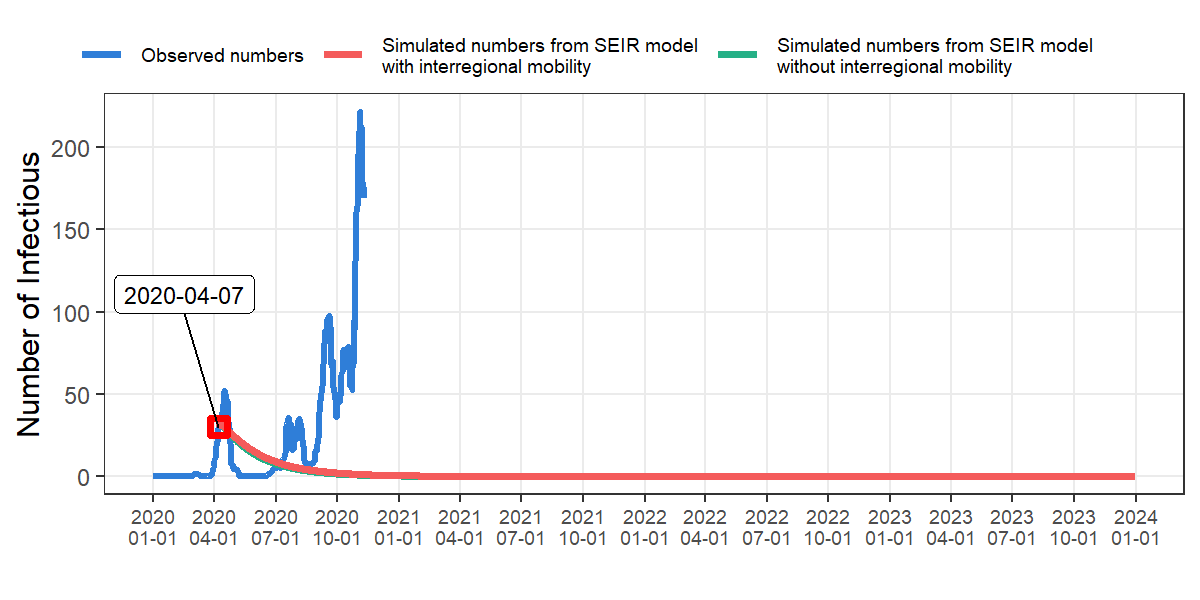 Observed numbers
Simulated numbers from SEIR model
with interregional mobility
Simulated numbers from SEIR model
without interregional mobility
Number of Infectious
200
150
100
50
0
2020-04-07
2020 2020 2020 2020 2021 2021 2021 2021 2022 2022 2022 2022 2023 2023 2023 2023 2024
01-01 04-01 07-01 10-01 01-01 04-01 07-01 10-01 01-01 04-01 07-01 10-01 01-01 04-01 07-01 10-01 01-01